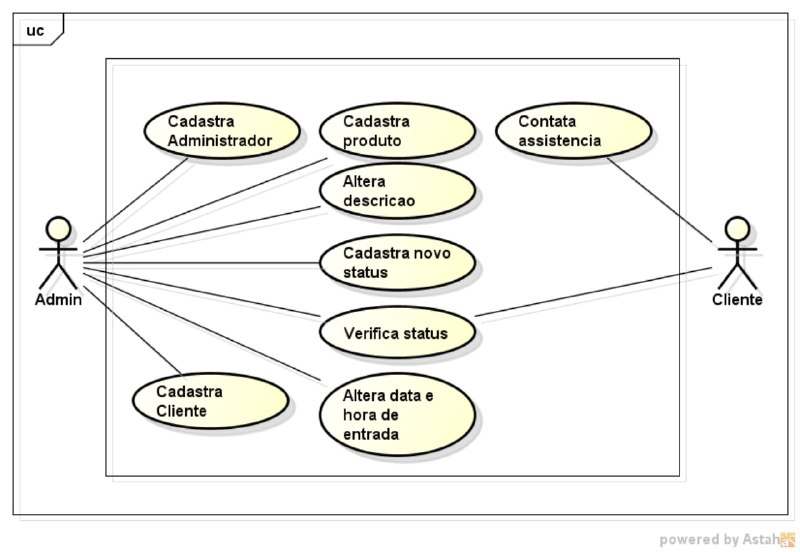 uc
Cadastra
Administrador
Cadastra
produto
Contata
assistencia
Altera
descricao
Cadastra novo
status
Admin
Cliente
Verifica status
Cadastra
Cliente
Altera data e
hora de
entrada
powered by Astah